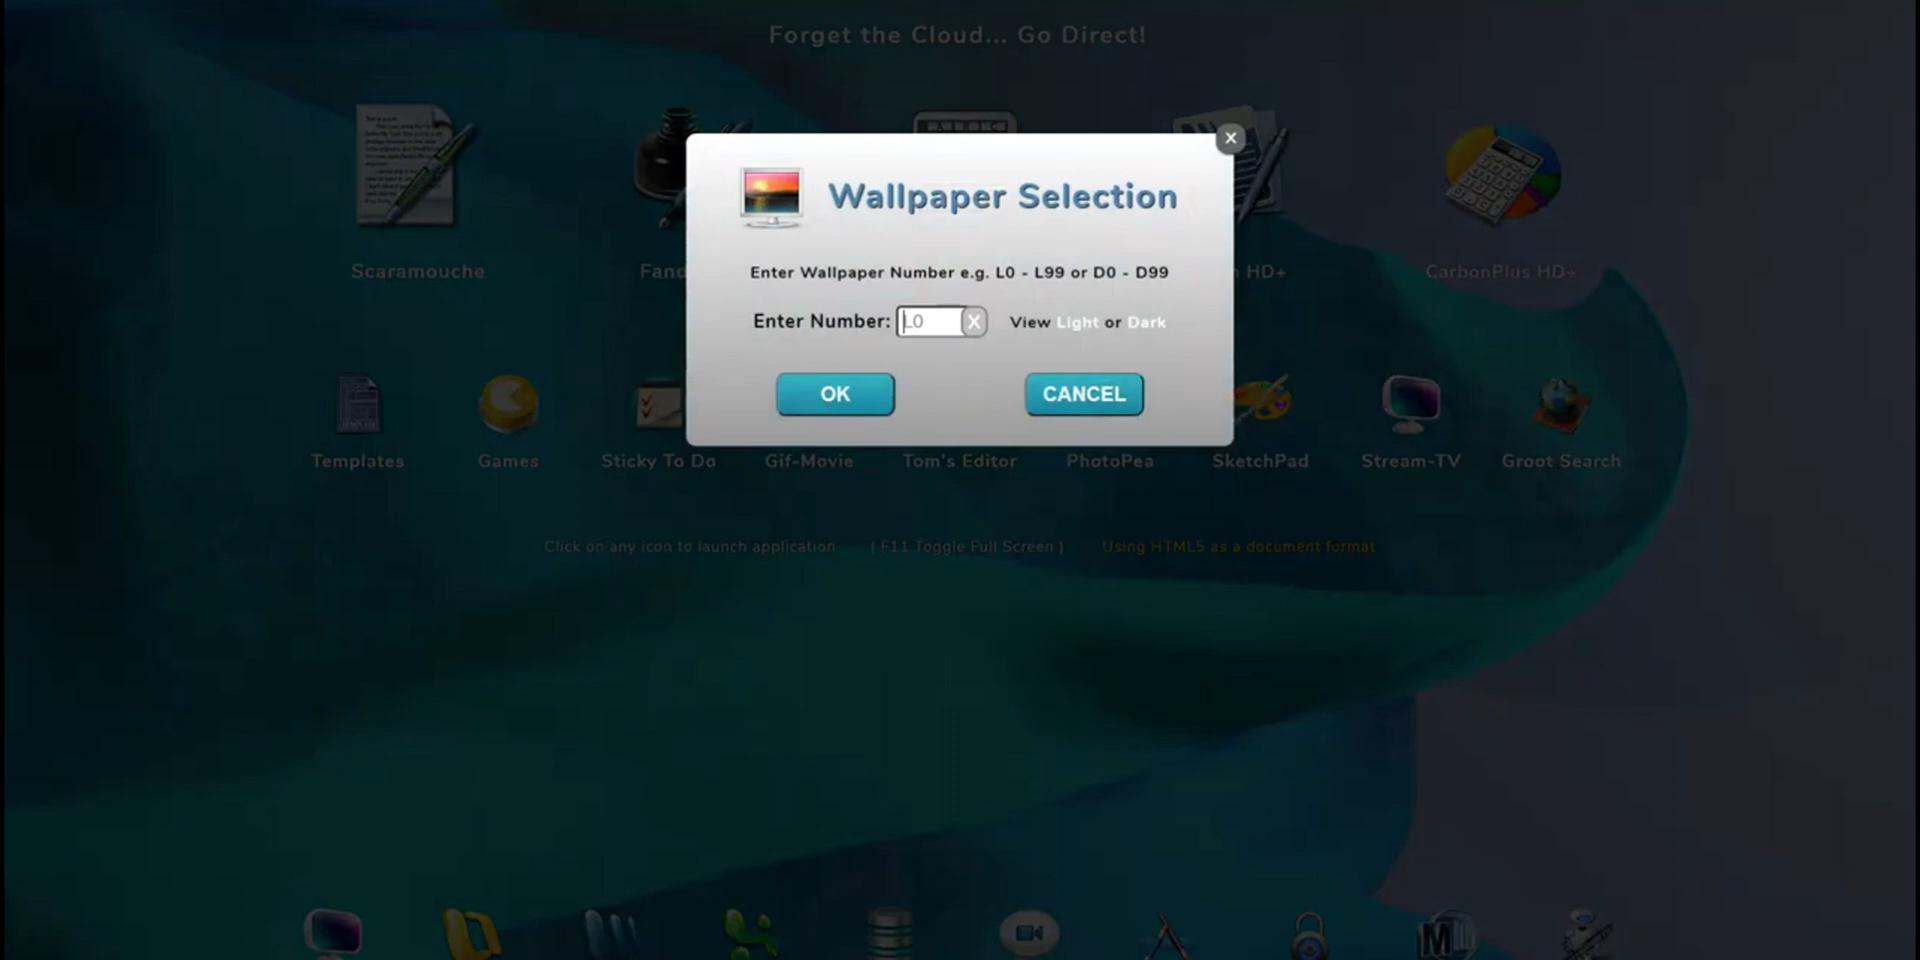 Forget the Cloud... Go Direct!
Wallpaper Selection
Enter Wallpaper Number e.g. L0 - L99 or D0 - D99
Enter Number: L0 X View Light or Dark
OK CANCEL
Scaramouche Fand HD+ CarbonPlus HD+
Templates Games Sticky To Do Gif-Movie Tom's Editor PhotoPea SketchPad Stream-TV Groot Search
Click on any icon to launch application ( F11 Toggle Full Screen ) Using HTML5 as a document format